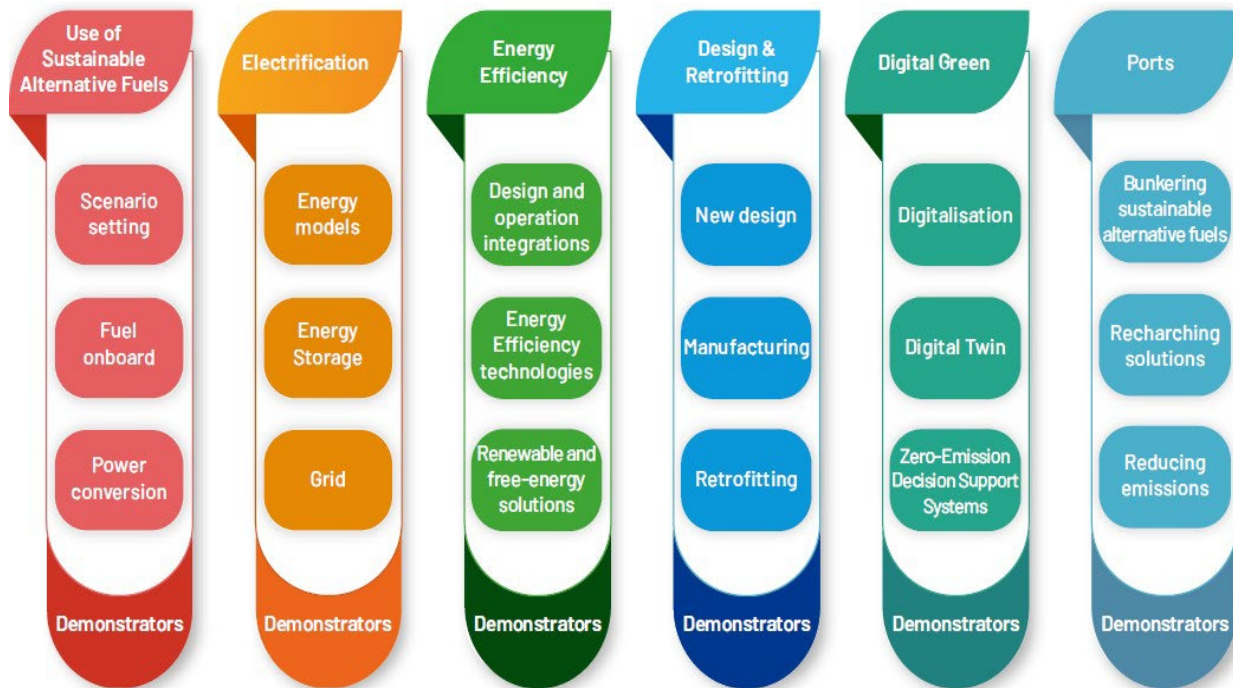 Use of
Sustainable
Alternative Fuels
Scenario
setting
Fuel
onboard
Power
conversion
Demonstrators
Electrification
Energy
models
Energy
Storage
Grid
Demonstrators
Energy
Efficiency
Design and
operation
integrations
Energy
Efficiency
technologies
Renewable and
free-energy
solutions
Demonstrators
Design &
Retrofitting
New design
Manufacturing
Retrofitting
Demonstrators
Digital Green
Digitalisation
Digital Twin
Zero-Emission
Decision Support
Systems
Demonstrators
Ports
Bunkering
sustainable
alternative fuels
Recharching
solutions
Reducing
emissions
Demonstrators